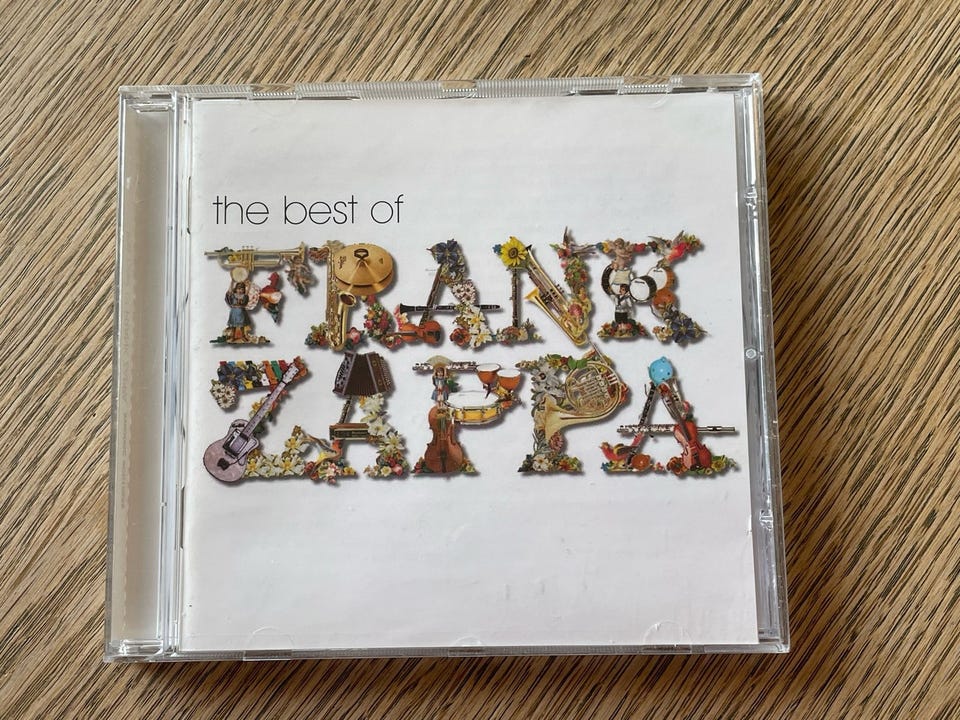 the best of
FRANK
ZAPPA